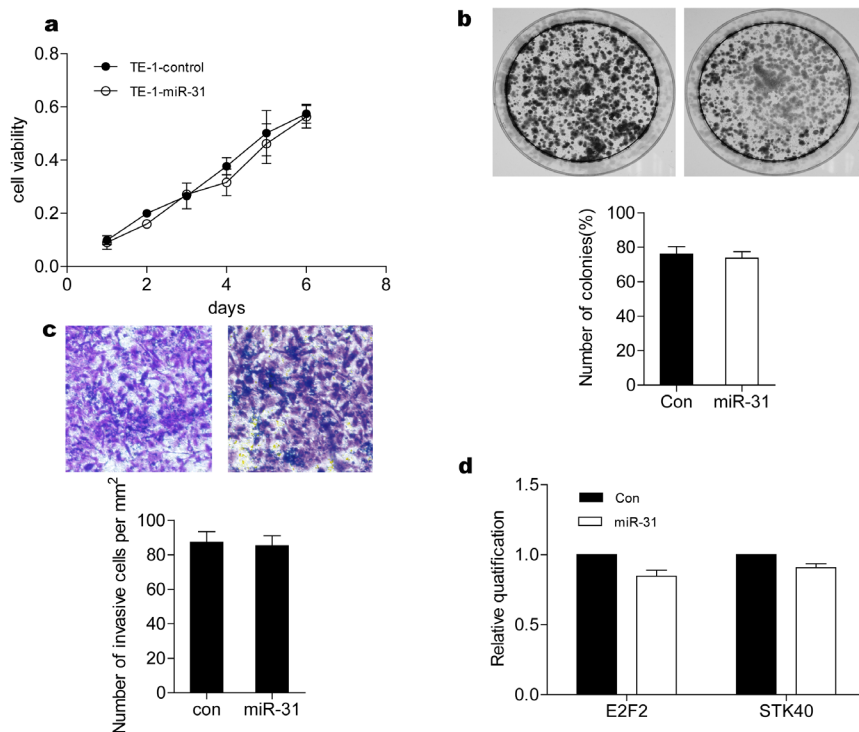 a
TE-1-control
TE-1-miR-31
cell viability
0.8
0.6
0.4
0.2
0.0
0 2 4 6 8
days
b
Number of colonies(%)
100
80
60
40
20
0
Con miR-31
c
Number of invasive cells per mm²
100
80
60
40
20
0
con miR-31
d
Con
miR-31
Relative quatification
1.5
1.0
0.5
0.0
E2F2 STK40